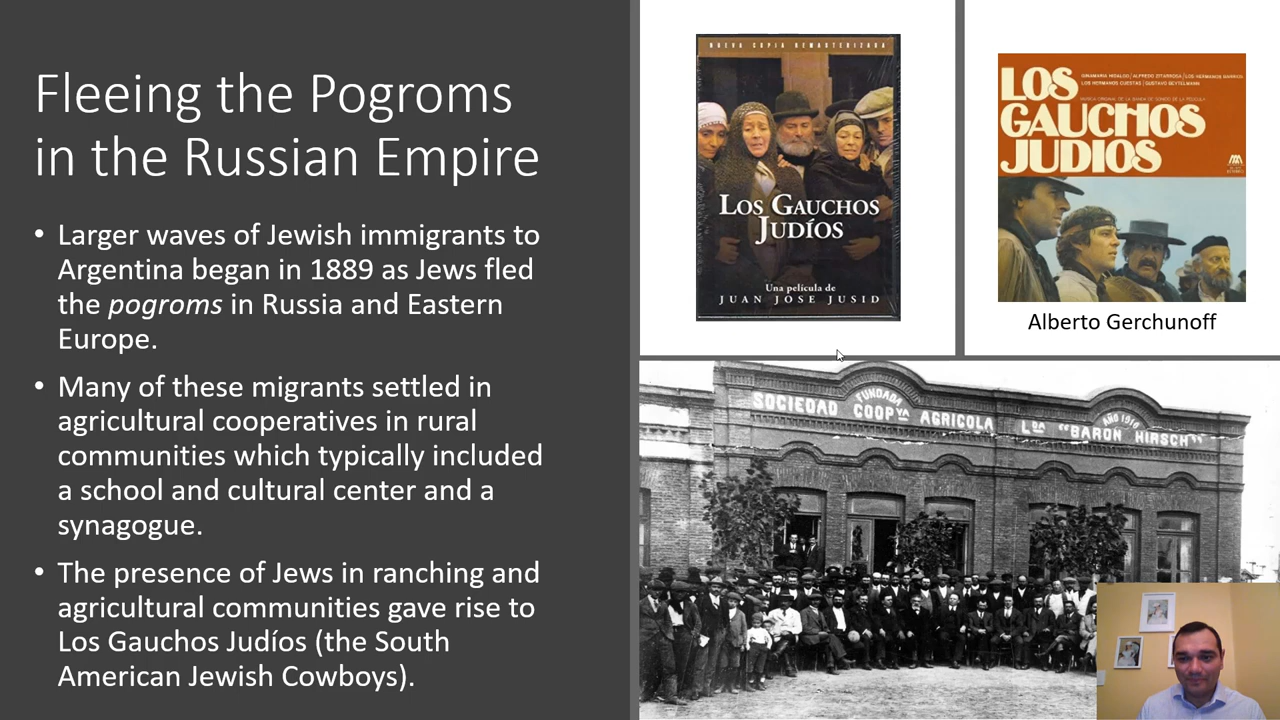 Fleeing the Pogroms
in the Russian Empire
• Larger waves of Jewish immigrants to
Argentina began in 1889 as Jews fled
the pogroms in Russia and Eastern
Europe.
• Many of these migrants settled in
agricultural cooperatives in rural
communities which typically included
a school and cultural center and a
synagogue.
• The presence of Jews in ranching and
agricultural communities gave rise to
Los Gauchos Judíos (the South
American Jewish Cowboys).
NUEVA COPIA REMASTERIZADA
LOS GAUCHOS
JUDÍOS
Una película de
JUAN JOSE JUSID
GINAMARIA HIDALGO / ALFREDO ZITARROSA / LOS HERMANOS BARRIOS
LOS HERMANOS CUESTAS / GUSTAVO BEYTELMANN
MUSICA ORIGINAL DE LA BANDA DE SONIDO DE LA PELICULA
LOS
GAUCHOS
JUDIOS
Alberto Gerchunoff
FUNDADA AÑO 1910
SOCIEDAD COOPVA AGRICOLA LDA "BARON HIRSCH"